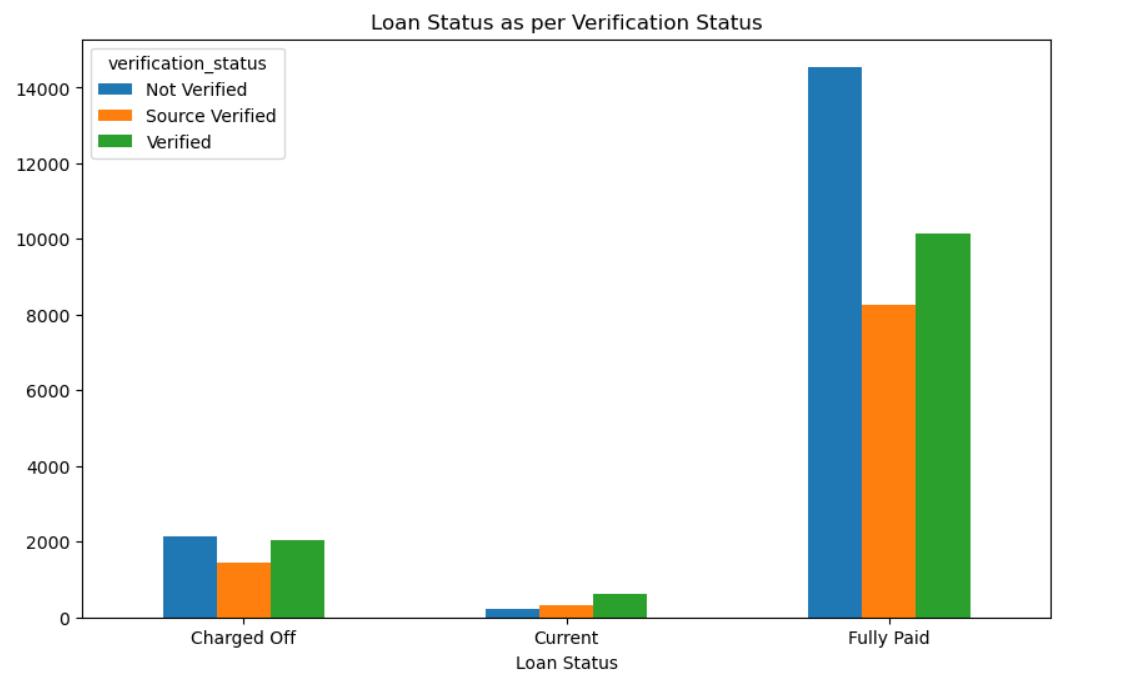 Loan Status as per Verification Status
verification_status
Not Verified
Source Verified
Verified
14000
12000
10000
8000
6000
4000
2000
0
Charged Off
Current
Fully Paid
Loan Status